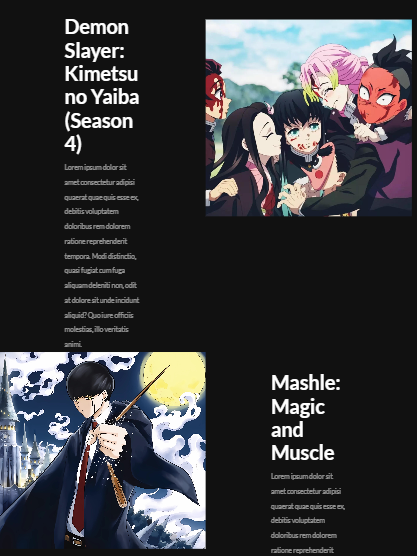 Demon
Slayer:
Kimetsu
no Yaiba
(Season
4)
Lorem ipsum dolor sit
amet consectetur adipisi
quaerat quae quis esse ex,
debitis voluptatem
doloribus rem dolorem
ratione reprehenderit
tempora. Modi distinctio,
quasi fugiat cum fuga
aliquam deleniti non, odit
at dolore sit unde incidunt
aliquid? Quo iure officiis
molestias, illo veritatis
animi.
Mashle:
Magic
and
Muscle
Lorem ipsum dolor sit
amet consectetur adipisi
quaerat quae quis esse ex,
debitis voluptatem
doloribus rem dolorem
ratione reprehenderit